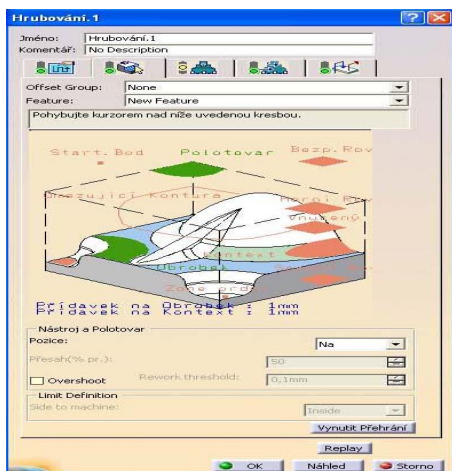 Hrubování.1
Jméno: Hrubování.1
Komentář: No Description
Offset Group: None
Feature: New Feature
Pohybujte kurzorem nad níže uvedenou kresbou.
Start. Bod Polotovar Bezp. Rov
Omezující Kontura Horní Rov
Vnucený
Kontext
Obrobek
Zone ord
Přídavek na Obrobek : 1mm
Přídavek na Kontext : 1mm
Nástroj a Polotovar
Pozice: Na
Přesah(% pr.): 50
Overshoot Rework threshold: 0,1mm
Limit Definition
Side to machine: Inside
Vynutit Přehrání
Replay
OK Náhled Storno